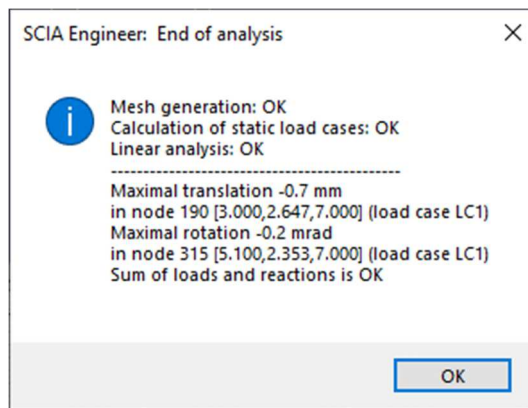 SCIA Engineer: End of analysis
Mesh generation: OK
Calculation of static load cases: OK
Linear analysis: OK
--------------------------------------------
Maximal translation -0.7 mm
in node 190 [3.000,2.647,7.000] (load case LC1)
Maximal rotation -0.2 mrad
in node 315 [5.100,2.353,7.000] (load case LC1)
Sum of loads and reactions is OK
OK